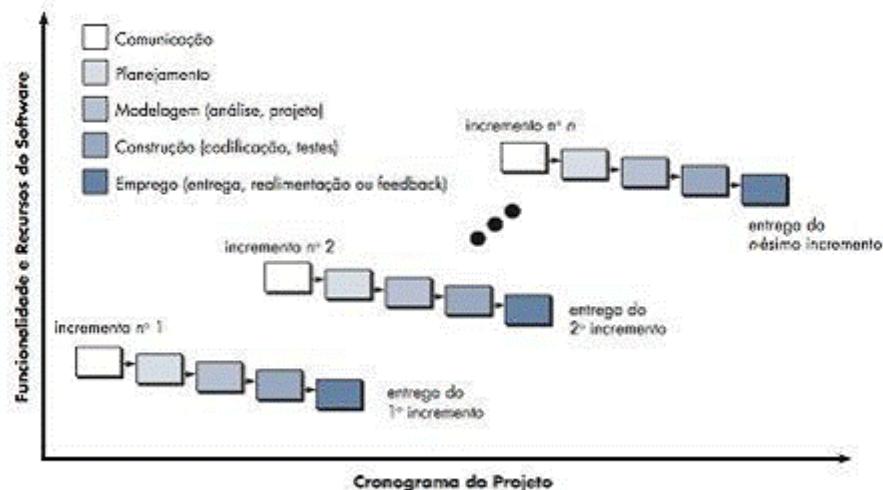 Funcionalidade e Recursos do Software
Comunicação
Planejamento
Modelagem (análise, projeto)
Construção (codificação, testes)
Emprego (entrega, realimentação ou feedback)
incremento nº n
entrega do
n-ésimo incremento
incremento nº 2
entrega do
2º incremento
incremento nº 1
entrega do
1º incremento
Cronograma do Projeto